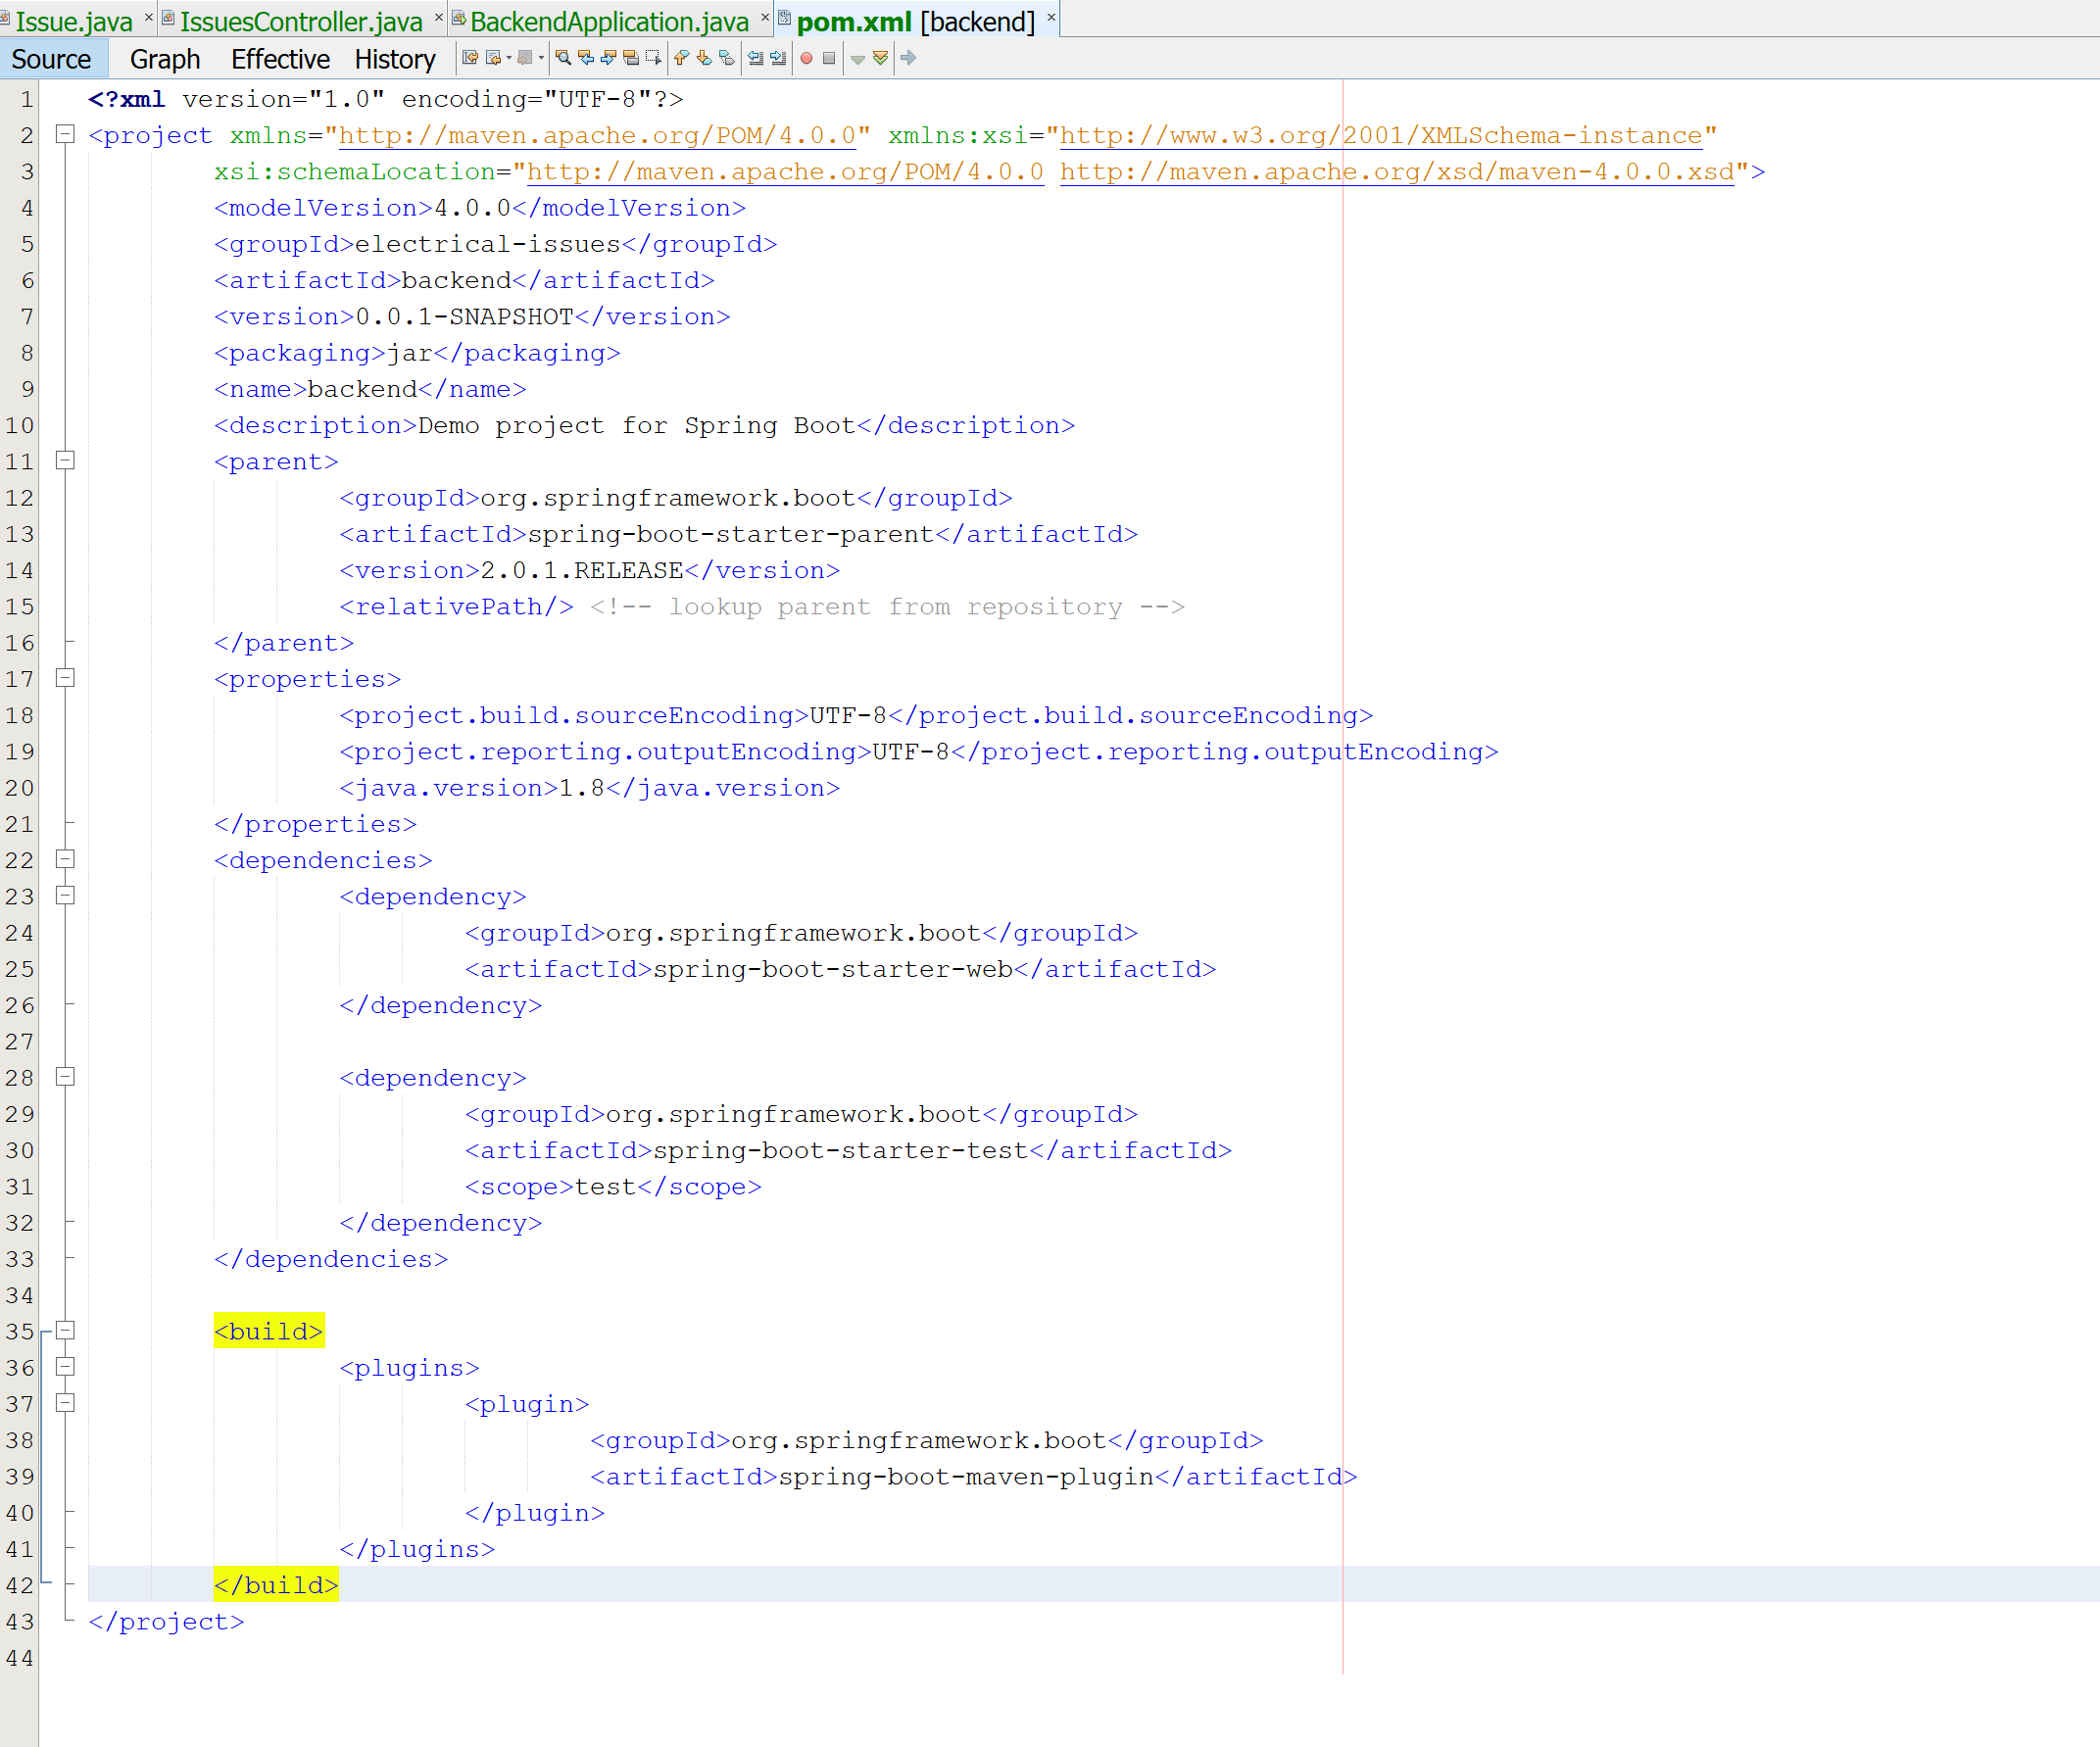 Issue.java × IssuesController.java × BackendApplication.java × pom.xml [backend] ×
Source Graph Effective History
1 <?xml version="1.0" encoding="UTF-8"?>
2 <project xmlns="http://maven.apache.org/POM/4.0.0" xmlns:xsi="http://www.w3.org/2001/XMLSchema-instance"
3 xsi:schemaLocation="http://maven.apache.org/POM/4.0.0 http://maven.apache.org/xsd/maven-4.0.0.xsd">
4 <modelVersion>4.0.0</modelVersion>
5 <groupId>electrical-issues</groupId>
6 <artifactId>backend</artifactId>
7 <version>0.0.1-SNAPSHOT</version>
8 <packaging>jar</packaging>
9 <name>backend</name>
10 <description>Demo project for Spring Boot</description>
11 <parent>
12 <groupId>org.springframework.boot</groupId>
13 <artifactId>spring-boot-starter-parent</artifactId>
14 <version>2.0.1.RELEASE</version>
15 <relativePath/> <!-- lookup parent from repository -->
16 </parent>
17 <properties>
18 <project.build.sourceEncoding>UTF-8</project.build.sourceEncoding>
19 <project.reporting.outputEncoding>UTF-8</project.reporting.outputEncoding>
20 <java.version>1.8</java.version>
21 </properties>
22 <dependencies>
23 <dependency>
24 <groupId>org.springframework.boot</groupId>
25 <artifactId>spring-boot-starter-web</artifactId>
26 </dependency>
27
28 <dependency>
29 <groupId>org.springframework.boot</groupId>
30 <artifactId>spring-boot-starter-test</artifactId>
31 <scope>test</scope>
32 </dependency>
33 </dependencies>
34
35 <build>
36 <plugins>
37 <plugin>
38 <groupId>org.springframework.boot</groupId>
39 <artifactId>spring-boot-maven-plugin</artifactId>
40 </plugin>
41 </plugins>
42 </build>
43 </project>
44